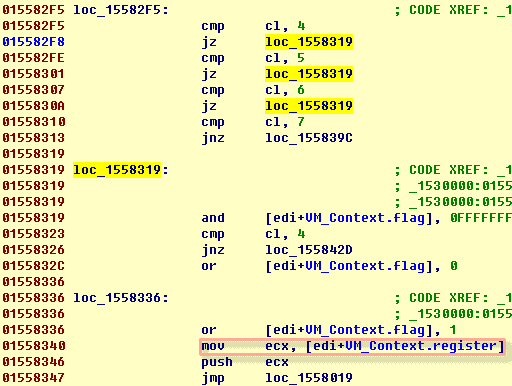 015582F5 loc_15582F5: ; CODE XREF: _1
015582F5 cmp cl, 4
015582F8 jz loc_1558319
015582FE cmp cl, 5
01558301 jz loc_1558319
01558307 cmp cl, 6
0155830A jz loc_1558319
01558310 cmp cl, 7
01558313 jnz loc_155839C
01558319
01558319 loc_1558319: ; CODE XREF: _1
01558319 ; _1530000:0155
01558319 ; _1530000:0155
01558319 and [edi+VM_Context.flag], 0FFFFFFF
01558323 cmp cl, 4
01558326 jnz loc_155842D
0155832C or [edi+VM_Context.flag], 0
01558336
01558336 loc_1558336: ; CODE XREF: _1
01558336 ; _1530000:0155
01558336 or [edi+VM_Context.flag], 1
01558340 mov ecx, [edi+VM_Context.register]
01558346 push ecx
01558347 jmp loc_1558019